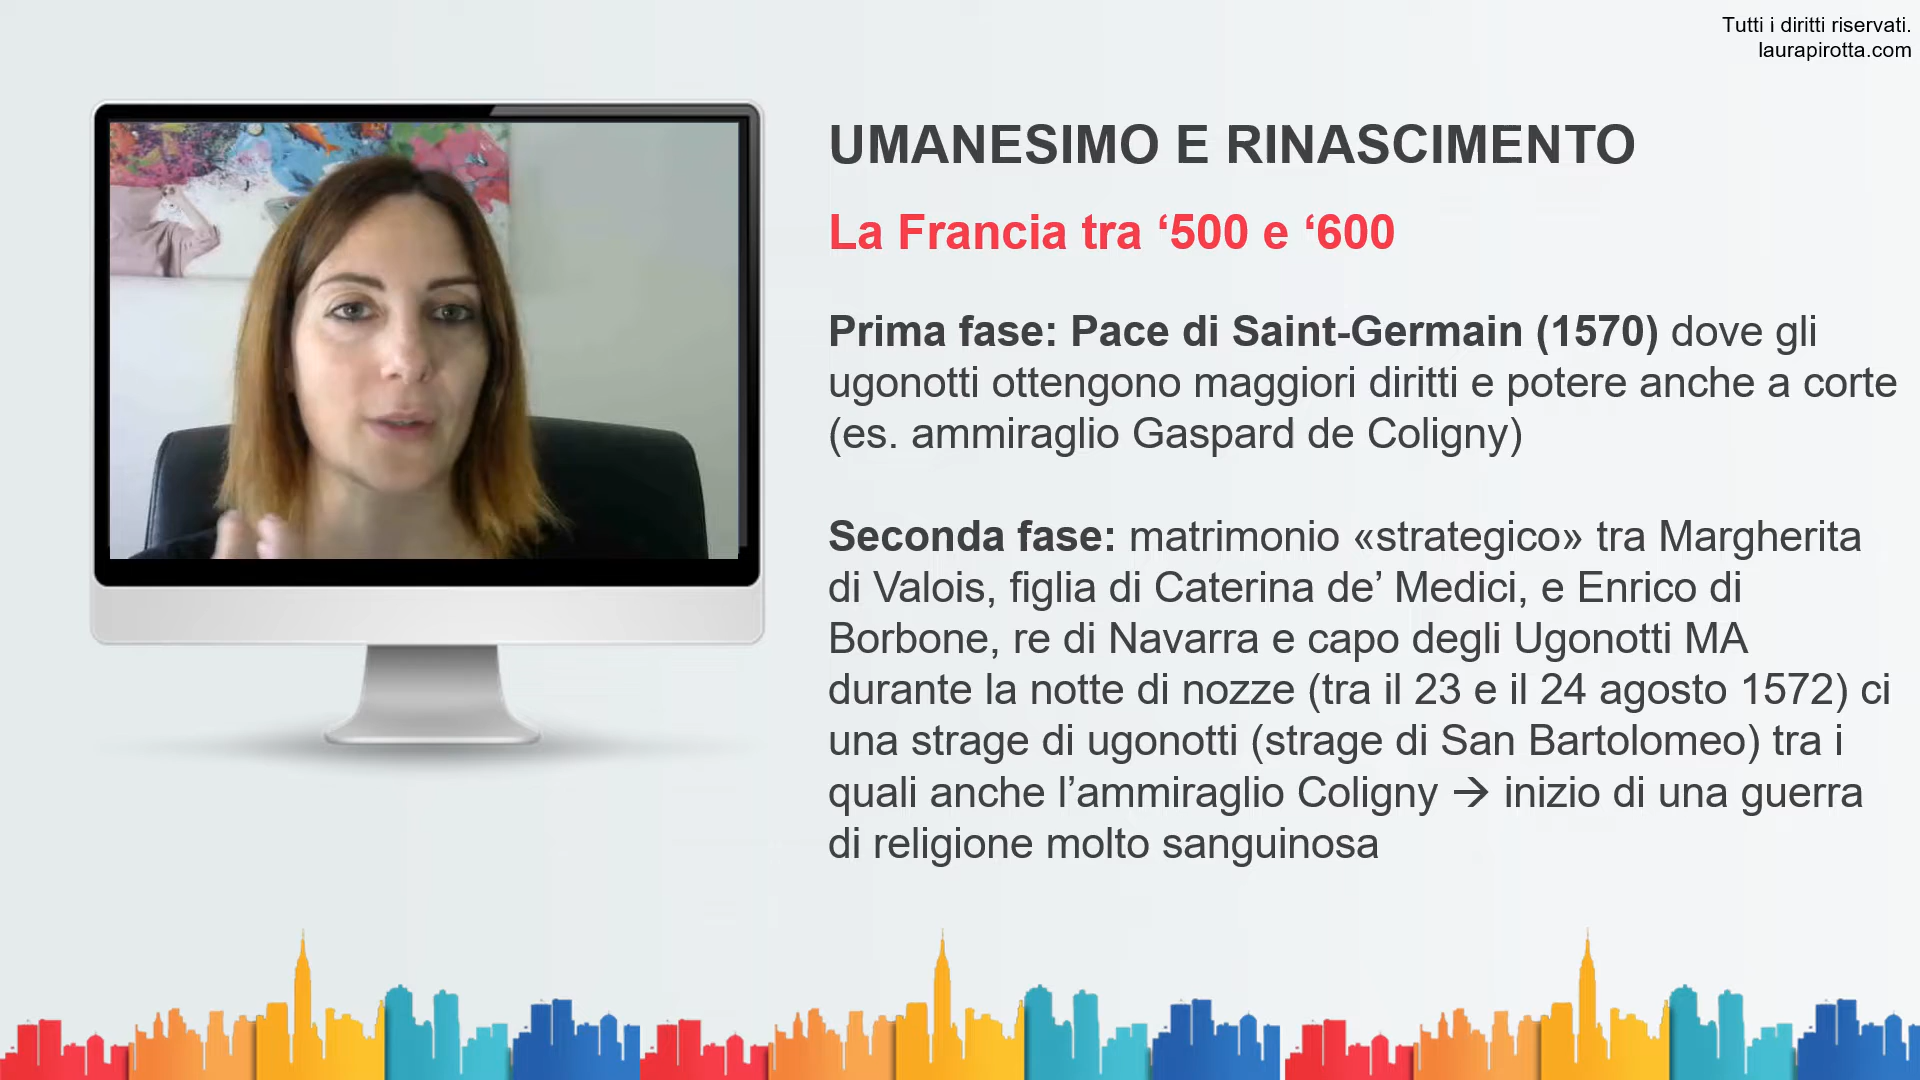 Tutti i diritti riservati.
laurapirotta.com
UMANESIMO E RINASCIMENTO
La Francia tra ‘500 e ‘600
Prima fase: Pace di Saint-Germain (1570) dove gli
ugonotti ottengono maggiori diritti e potere anche a corte
(es. ammiraglio Gaspard de Coligny)
Seconda fase: matrimonio «strategico» tra Margherita
di Valois, figlia di Caterina de’ Medici, e Enrico di
Borbone, re di Navarra e capo degli Ugonotti MA
durante la notte di nozze (tra il 23 e il 24 agosto 1572) ci
una strage di ugonotti (strage di San Bartolomeo) tra i
quali anche l’ammiraglio Coligny → inizio di una guerra
di religione molto sanguinosa